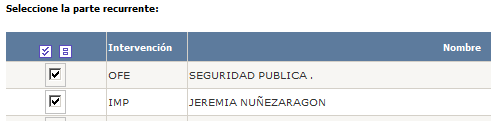 Seleccione la parte recurrente:
Intervención Nombre
OFE SEGURIDAD PUBLICA .
IMP JEREMIA NUÑEZARAGON